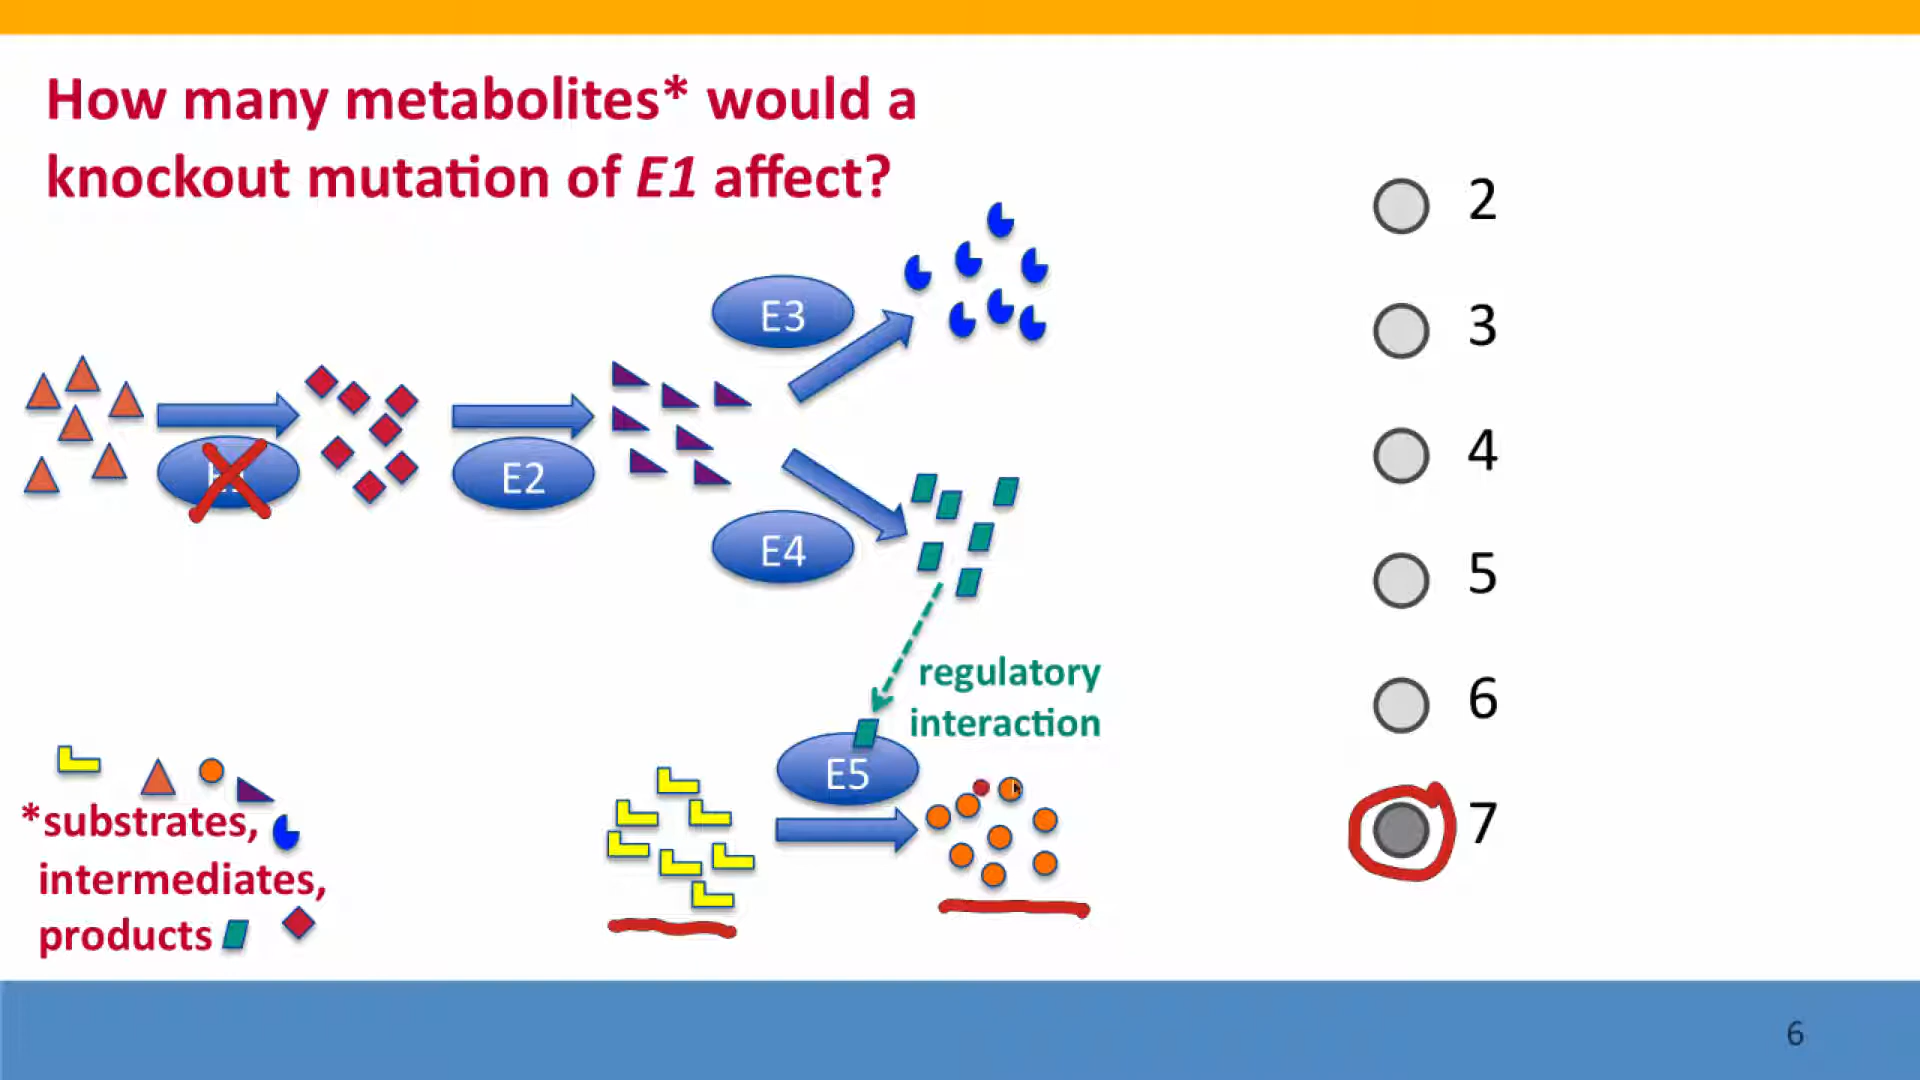 How many metabolites* would a
knockout mutation of E1 affect?
2
3
4
5
6
7
E3
E2
E4
regulatory
interaction
E5
*substrates,
intermediates,
products
6